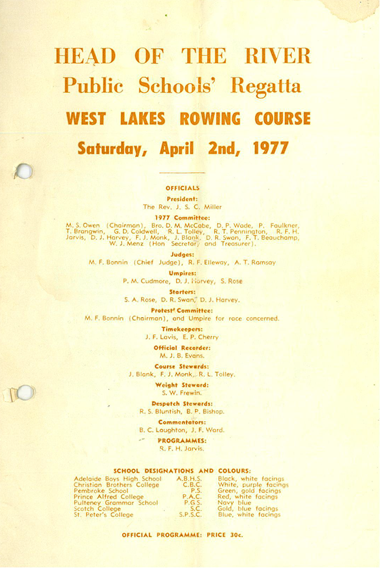 HEAD OF THE RIVER
Public Schools' Regatta
WEST LAKES ROWING COURSE
Saturday, April 2nd, 1977
OFFICIALS
President:
The Rev. J. S. C. Miller
1977 Committee:
M. S. Owen (Chairman), Bro. D. M. McCabe, D. P. Wade, P. Faulkner,
T. Brangwin, G. D. Coldwell, R. L. Tolley, R. T. Pennington, R. F. H.
Jarvis, D. J. Harvey, F. J. Monk, J. Blank, D. R. Swan, F. T. Beauchamp,
W. J. Menz (Hon Secretary and Treasurer).
Judges:
M. F. Bonnin (Chief Judge), R. F. Elleway, A. T. Ramsay
Umpires:
P. M. Cudmore, D. J. Harvey, S. Rose
Starters:
S. A. Rose, D. R. Swan, D. J. Harvey.
Protest Committee:
M. F. Bonnin (Chairman), and Umpire for race concerned.
Timekeepers:
J. F. Lavis, E. P. Cherry
Official Recorder:
M. J. B. Evans.
Course Stewards:
J. Blank, F. J. Monk, R. L. Tolley.
Weight Steward:
S. W. Frewin.
Despatch Stewards:
R. S. Bluntish, B. P. Bishop.
Commentators:
B. C. Laughton, J. F. Ward.
PROGRAMMES:
R. F. H. Jarvis.
SCHOOL DESIGNATIONS AND COLOURS:
Adelaide Boys High School A.B.H.S. Black, white facings
Christian Brothers College C.B.C. White, purple facings
Pembroke School P.S. Green, gold facings
Prince Alfred College P.A.C. Red, white facings
Pulteney Grammar School P.G.S. Navy blue
Scotch College S.C. Gold, blue facings
St. Peter's College S.P.S.C. Blue, white facings
OFFICIAL PROGRAMME: PRICE 30c.